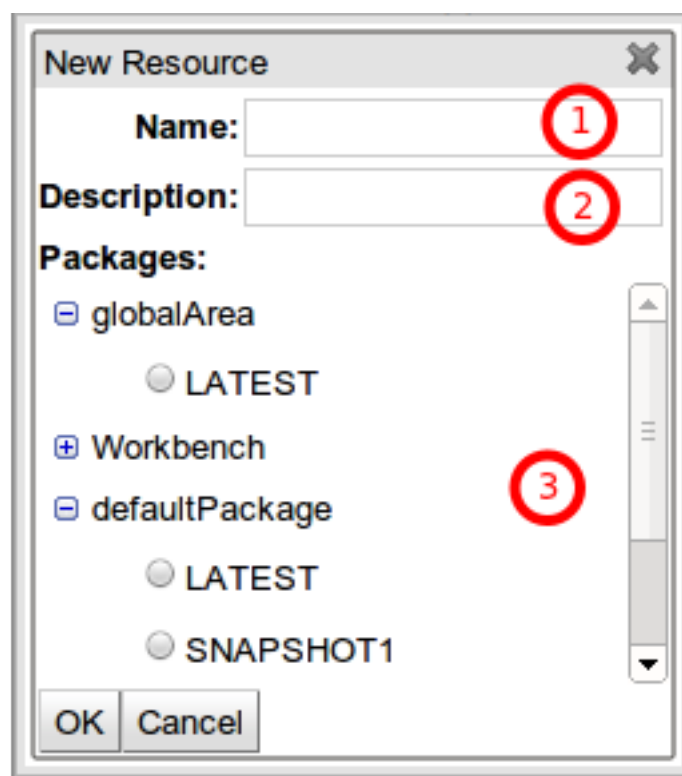 New Resource
Name: 1
Description: 2
Packages:
globalArea
LATEST
Workbench
3
defaultPackage
LATEST
SNAPSHOT1
OK Cancel